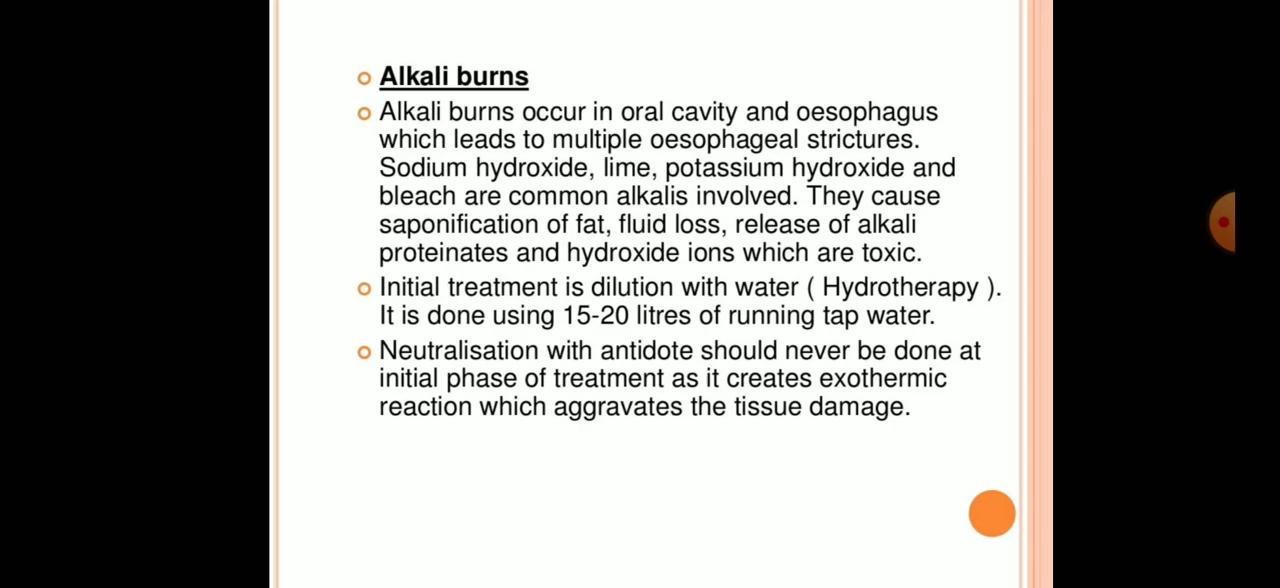 Alkali burns
Alkali burns occur in oral cavity and oesophagus
which leads to multiple oesophageal strictures.
Sodium hydroxide, lime, potassium hydroxide and
bleach are common alkalis involved. They cause
saponification of fat, fluid loss, release of alkali
proteinates and hydroxide ions which are toxic.
Initial treatment is dilution with water ( Hydrotherapy ).
It is done using 15-20 litres of running tap water.
Neutralisation with antidote should never be done at
initial phase of treatment as it creates exothermic
reaction which aggravates the tissue damage.